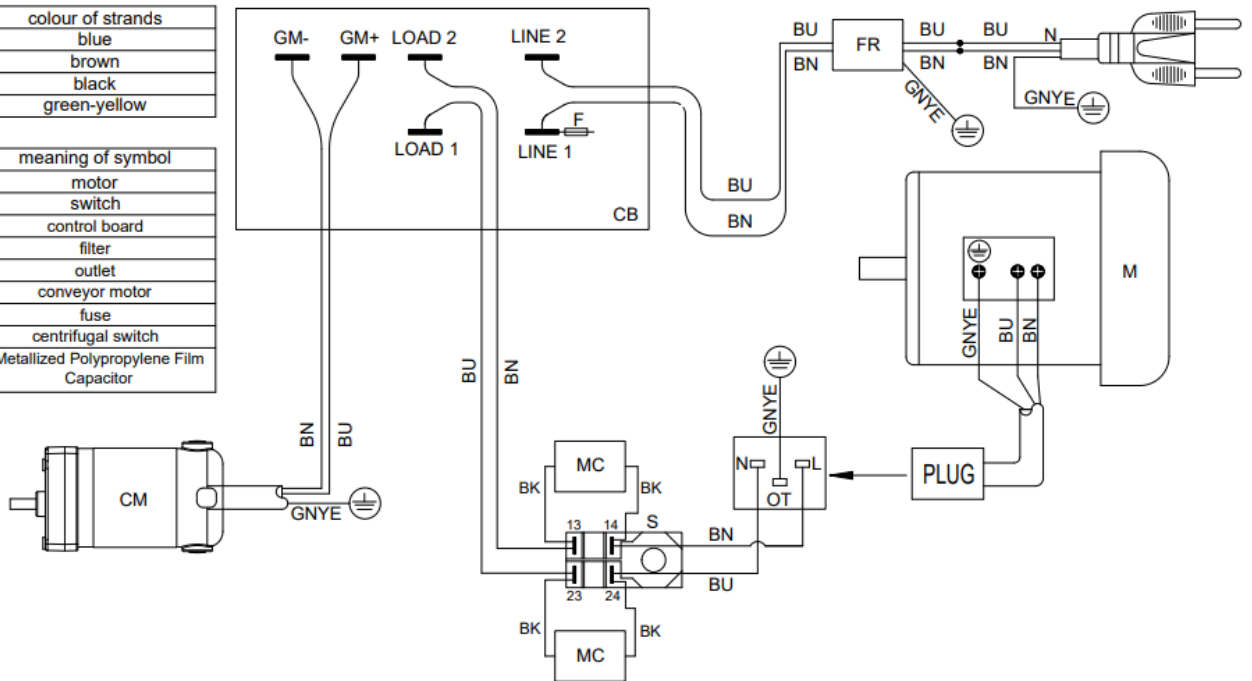 colour of strands
blue
brown
black
green-yellow
meaning of symbol
motor
switch
control board
filter
outlet
conveyor motor
fuse
centrifugal switch
Metallized Polypropylene Film
Capacitor
GM- GM+ LOAD 2 LINE 2
LOAD 1 LINE 1 F
CB
BU BU BU N
FR
BN BN BN
GNYE GNYE
BU
BN
M
GNYE BU BN
BU BN
BN BU
CM
GNYE
GNYE
MC
BK BK
13 14 S
BN
BU
23 24
BK BK
MC
N L
OT
PLUG